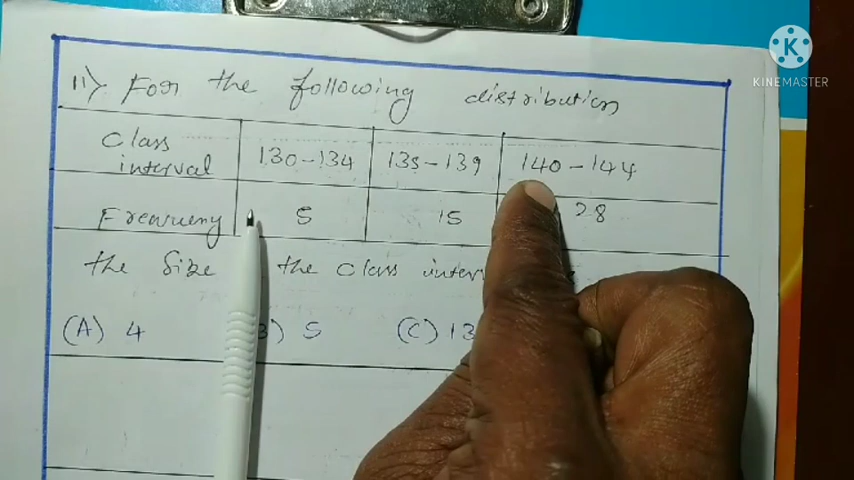 K
KINEMASTER
11) For the following distribution
Class interval 130-134 135-139 140-144
Frequency 5 15 28
the size the class
(A) 4 5 (C)